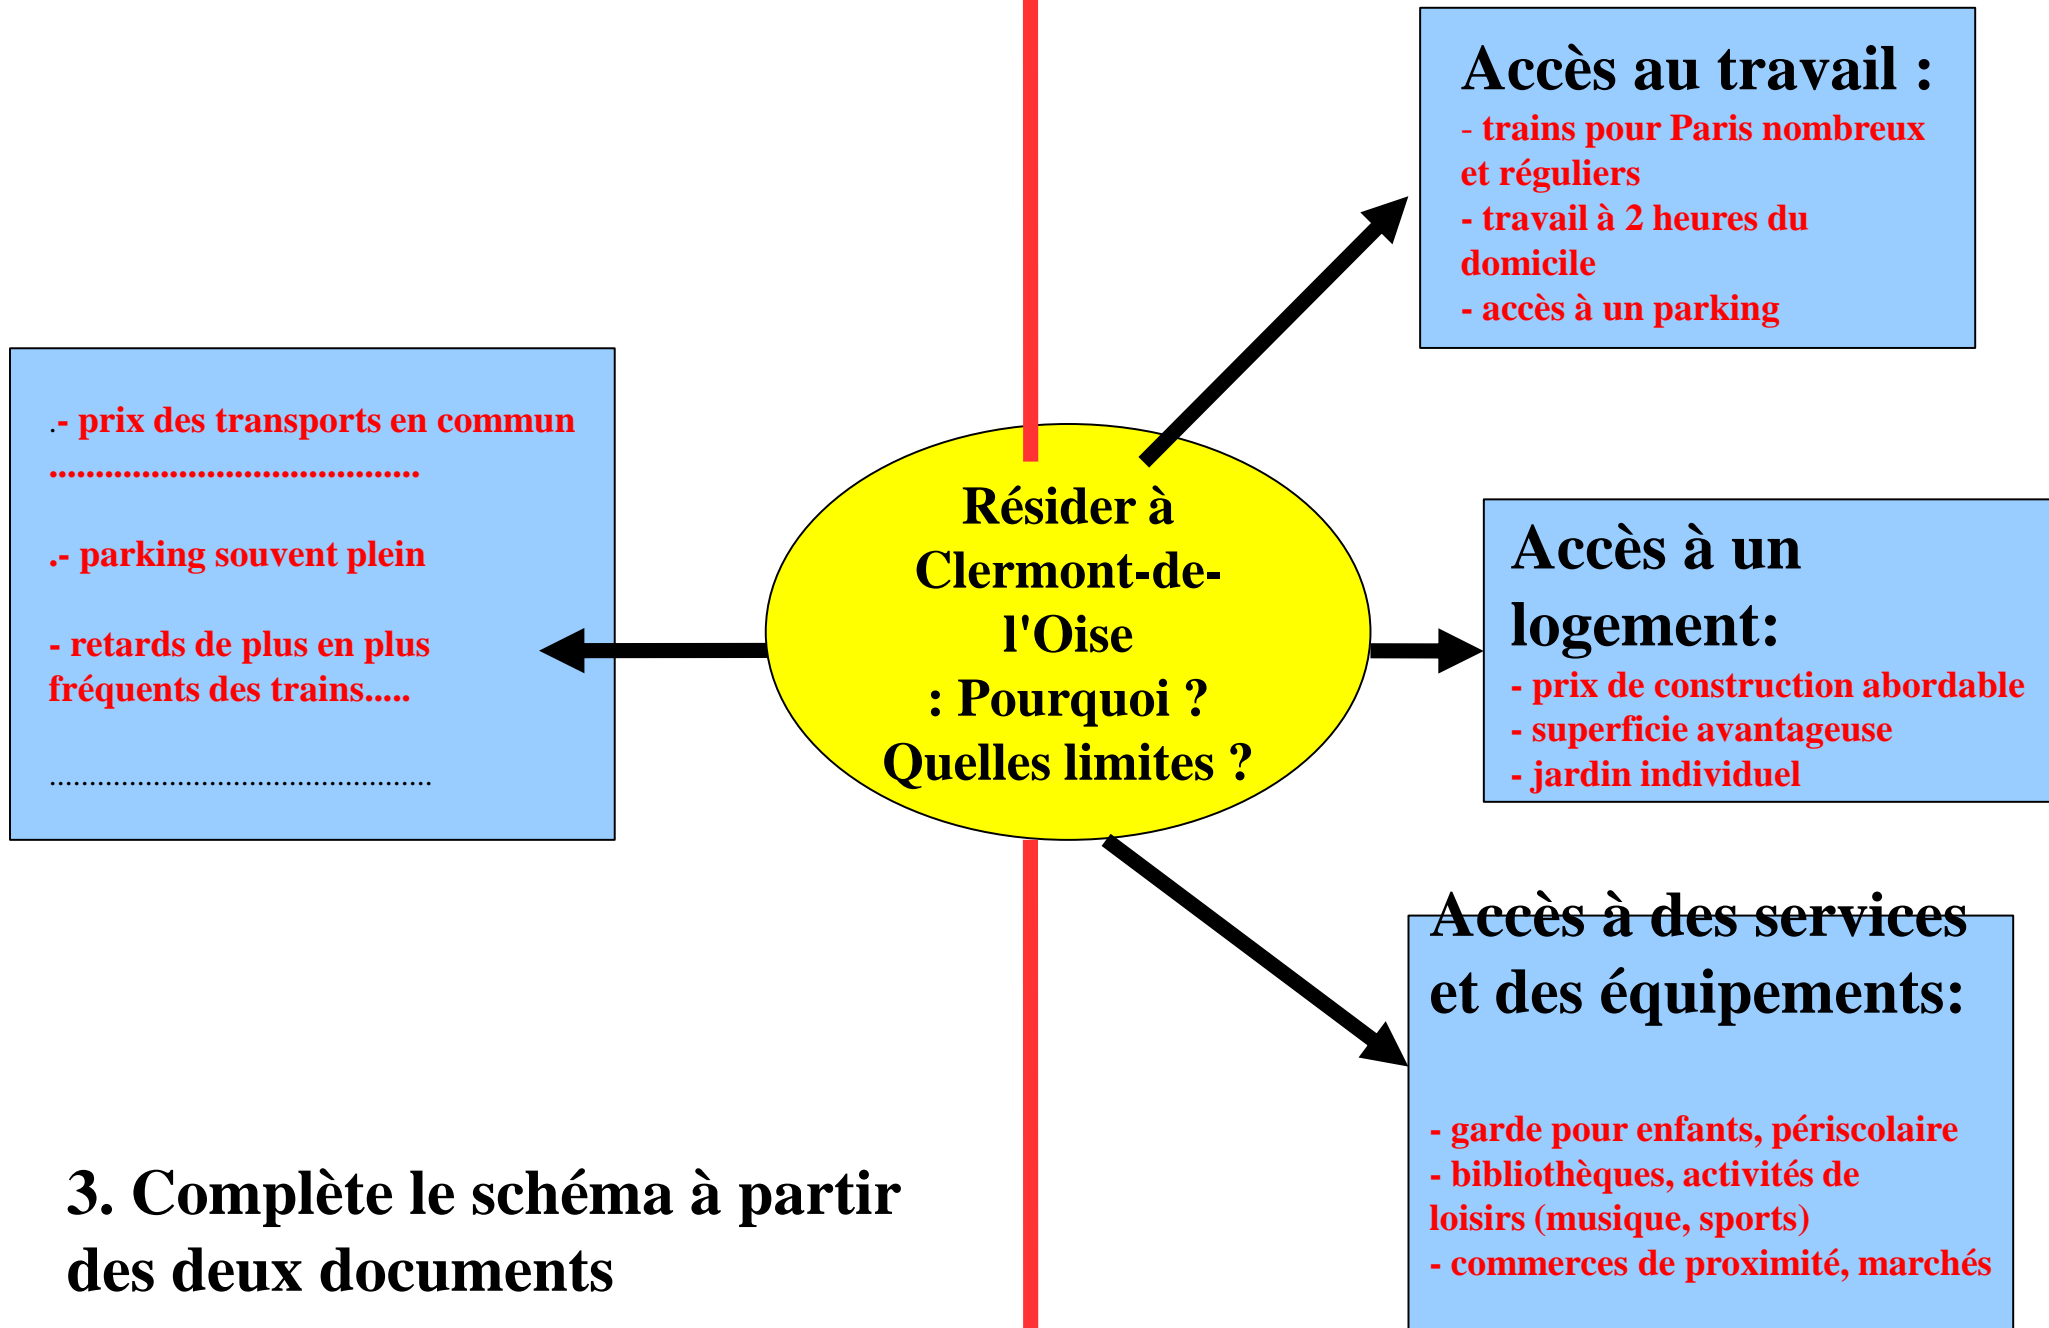 Accès au travail :
- trains pour Paris nombreux
et réguliers
- travail à 2 heures du
domicile
- accès à un parking
.- prix des transports en commun
.........................................
.- parking souvent plein
- retards de plus en plus
fréquents des trains.....
................................................
Résider à
Clermont-de-
l'Oise
: Pourquoi ?
Quelles limites ?
Accès à un
logement:
- prix de construction abordable
- superficie avantageuse
- jardin individuel
Accès à des services
et des équipements:
- garde pour enfants, périscolaire
- bibliothèques, activités de
loisirs (musique, sports)
- commerces de proximité, marchés
3. Complète le schéma à partir
des deux documents